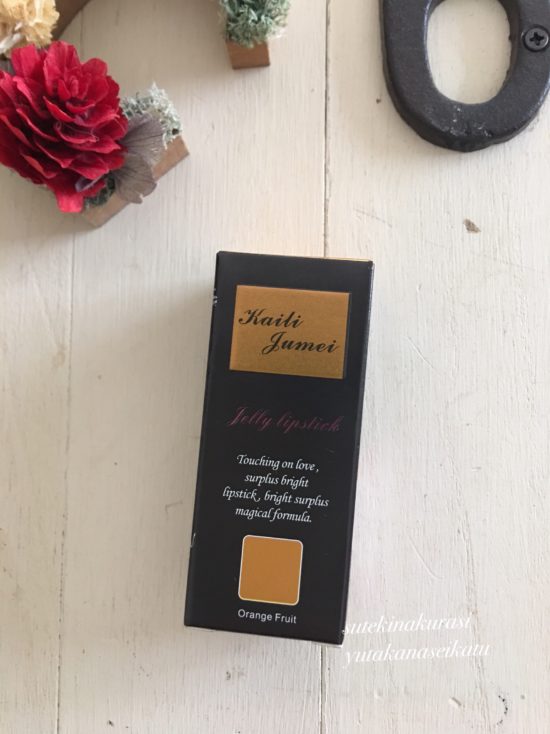 Kaili
Jumei
Jelly lipstick
Touching on love ,
surplus bright
lipstick , bright surplus
magical formula.
Orange Fruit
sutekinakurasi
yutakanaseikatu